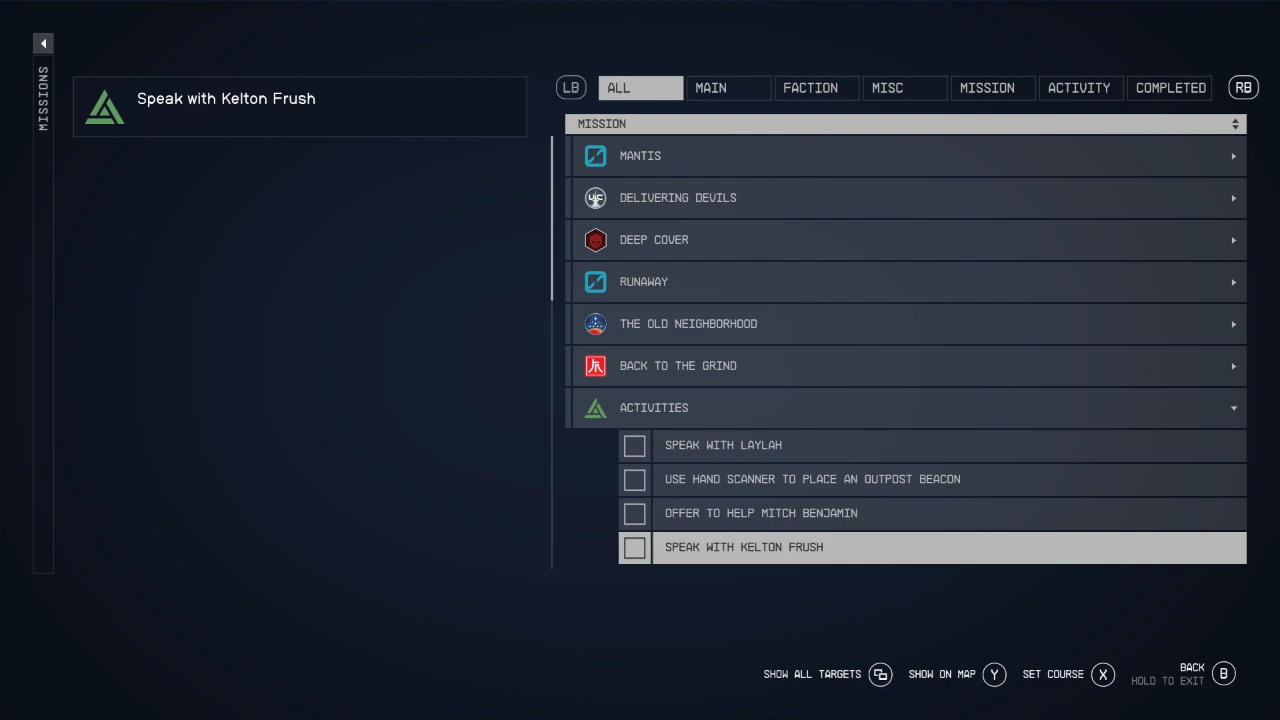 MISSIONS
Speak with Kelton Frush
LB
ALL
MAIN
FACTION
MISC
MISSION
ACTIVITY
COMPLETED
RB
MISSION
MANTIS
DELIVERING DEVILS
UC
DEEP COVER
RUNAWAY
THE OLD NEIGHBORHOOD
BACK TO THE GRIND
ACTIVITIES
SPEAK WITH LAYLAH
USE HAND SCANNER TO PLACE AN OUTPOST BEACON
OFFER TO HELP MITCH BENJAMIN
SPEAK WITH KELTON FRUSH
SHOW ALL TARGETS
SHOW ON MAP Y
SET COURSE X
BACK B
HOLD TO EXIT